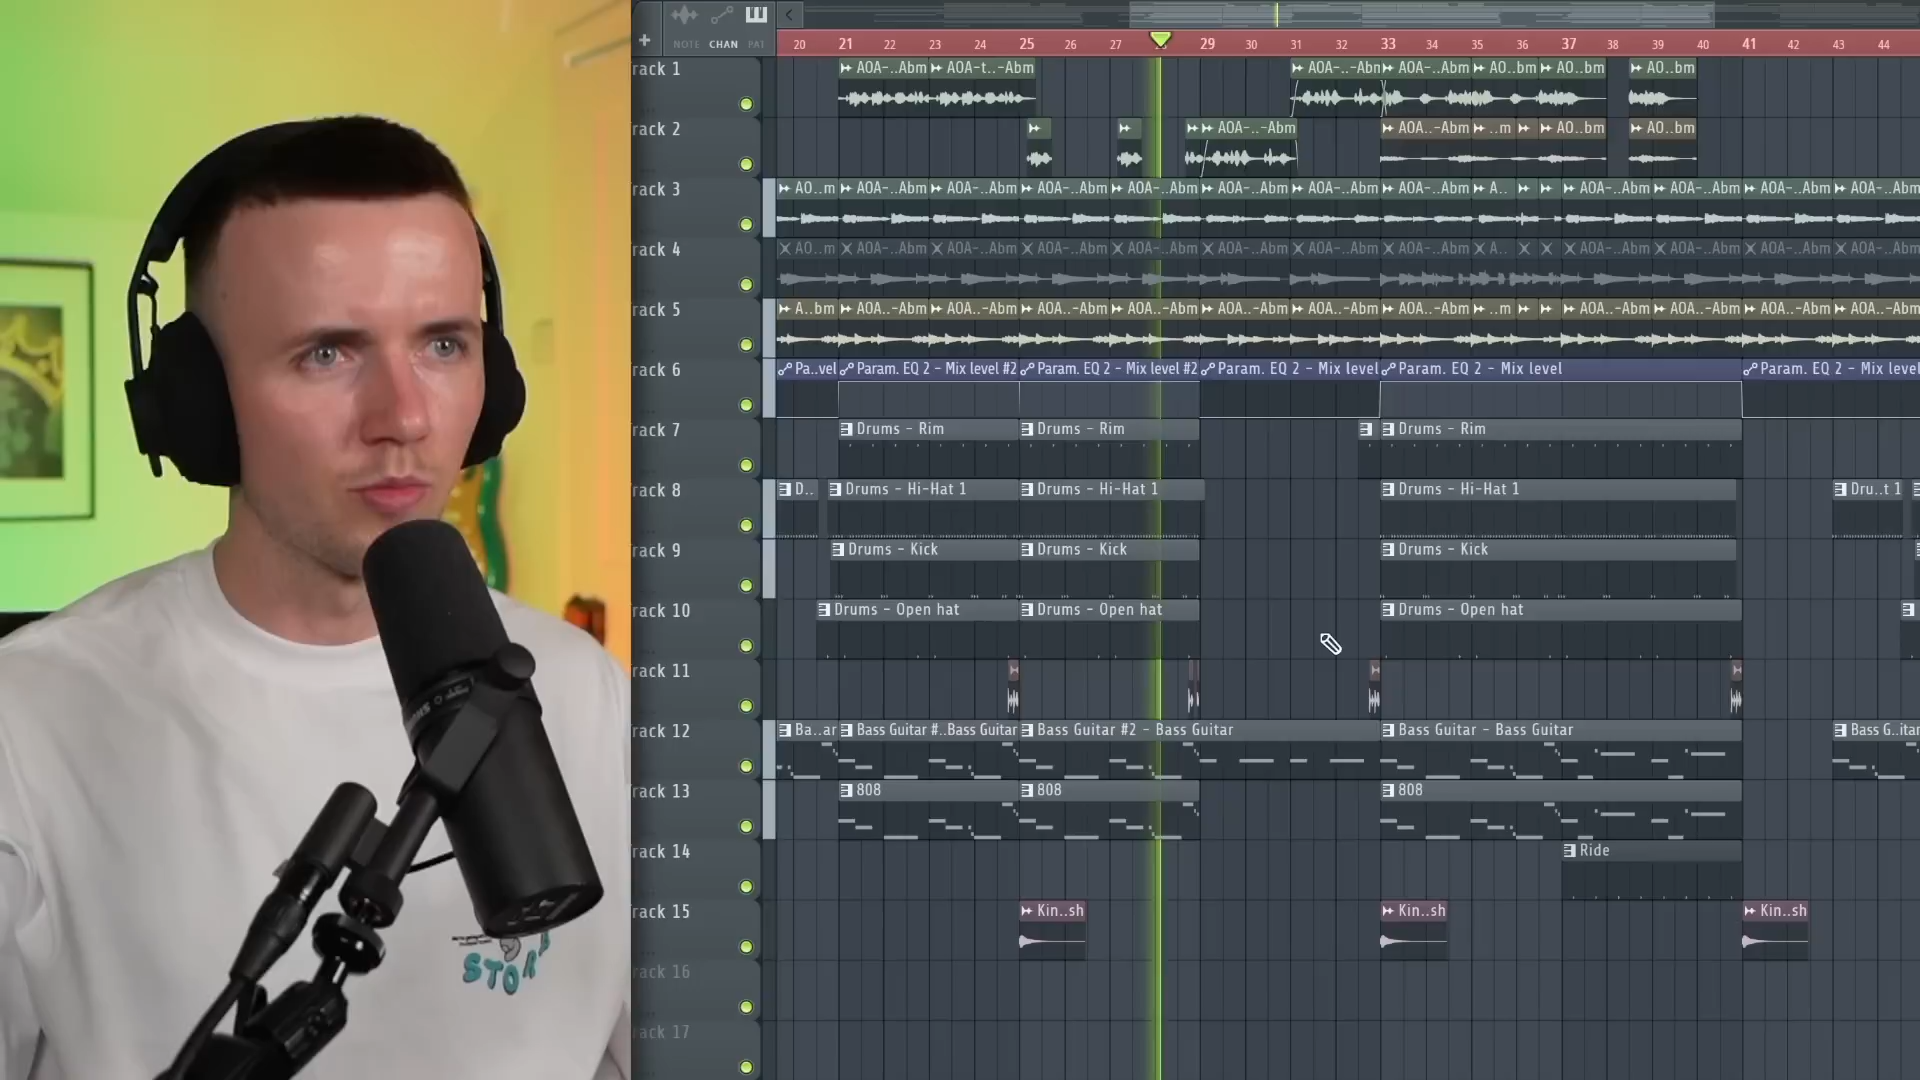 NOTE CHAN PAT
20 21 22 23 24 25 26 27 28 29 30 31 32 33 34 35 36 37 38 39 40 41 42 43 44
rack 1 AOA-..Abm AOA-t..-Abm AOA-..-Abm AOA-..Abm AO..bm AO..bm AO..bm
rack 2 AOA-..-Abm AOA..-Abm ..m AO..bm AO..bm
rack 3 AO..m AOA-..Abm AOA-..Abm AOA-..Abm AOA-..Abm AOA-..Abm AOA-..Abm AOA-..Abm A.. AOA-..Abm AOA-..Abm AOA-..Abm AOA-..Abm
rack 4 AO..m AOA-..Abm AOA-..Abm AOA-..Abm AOA-..Abm AOA-..Abm AOA-..Abm AOA-..Abm A.. AOA-..Abm AOA-..Abm AOA-..Abm AOA-..Abm
rack 5 A..bm AOA..-Abm AOA..-Abm AOA..-Abm AOA..-Abm AOA..-Abm AOA..-Abm AOA..-Abm ..m AOA..-Abm AOA..-Abm AOA..-Abm AOA..-Abm
rack 6 Pa..vel Param. EQ 2 - Mix level #2 Param. EQ 2 - Mix level #2 Param. EQ 2 - Mix level Param. EQ 2 - Mix level Param. EQ 2 - Mix level
rack 7 Drums - Rim Drums - Rim Drums - Rim
rack 8 D.. Drums - Hi-Hat 1 Drums - Hi-Hat 1 Drums - Hi-Hat 1 Dru..t 1
rack 9 Drums - Kick Drums - Kick Drums - Kick
rack 10 Drums - Open hat Drums - Open hat Drums - Open hat
rack 11
rack 12 Ba..ar Bass Guitar #..Bass Guitar Bass Guitar #2 - Bass Guitar Bass Guitar - Bass Guitar Bass G..itar
rack 13 808 808 808
rack 14 Ride
rack 15 Kin..sh Kin..sh Kin..sh
rack 16
rack 17
SHURE
STOR